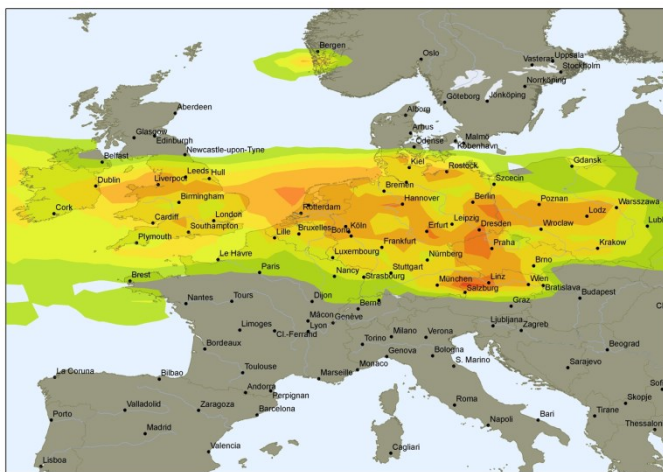 Bergen
Oslo
Uppsala
Vasteras
Stockholm
Norrköping
Göteborg
Jönköping
Aberdeen
Alborg
Glasgow
Edinburgh
Arhus
Malmö
Odense
København
Newcastle-upon-Tyne
Belfast
Kiel
Rostock
Gdansk
Dublin
Leeds
Liverpool
Hull
Bremen
Szcecin
Birmingham
Hannover
Berlin
Poznan
Warsszawa
Cork
Cardiff
London
Rotterdam
Lodz
Southampton
Köln
Erfurt
Leipzig
Dresden
Wroclaw
Plymouth
Lille
Bruxelles
Bonn
Frankfurt
Praha
Krakow
Le Havre
Luxembourg
Nürnberg
Brno
Brest
Paris
Nancy
Strasbourg
Stuttgart
München
Linz
Wien
Bratislava
Salzburg
Budapest
Nantes
Tours
Dijon
Berne
Graz
Mâcon
Genève
Ljubljana
Zagreb
Limoges
Cl.-Ferrand
Lyon
Bordeaux
Torino
Milano
Verona
Beograd
Genova
Bologna
Toulouse
Monaco
S. Marino
Sarajevo
La Coruna
Bilbao
Marseille
Andorra
Perpignan
Skopje
Porto
Valladolid
Zaragoza
Barcelona
Roma
Bari
Tirane
Madrid
Napoli
Valencia
Cagliari
Lisboa